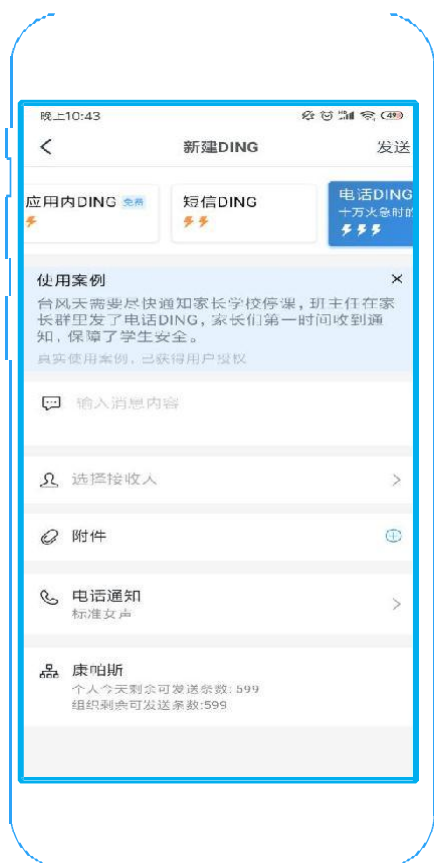 晚上10:43
49
新建DING
发送
应用内DING 免费
短信DING
电话DING
十万火急时的
使用案例
台风天需要尽快通知家长学校停课，班主任在家
长群里发了电话DING，家长们第一时间收到通
知，保障了学生安全。
真实使用案例，已获得用户授权
输入消息内容
选择接收人
附件
电话通知
标准女声
康帕斯
个人今天剩余可发送条数: 599
组织剩余可发送条数:599